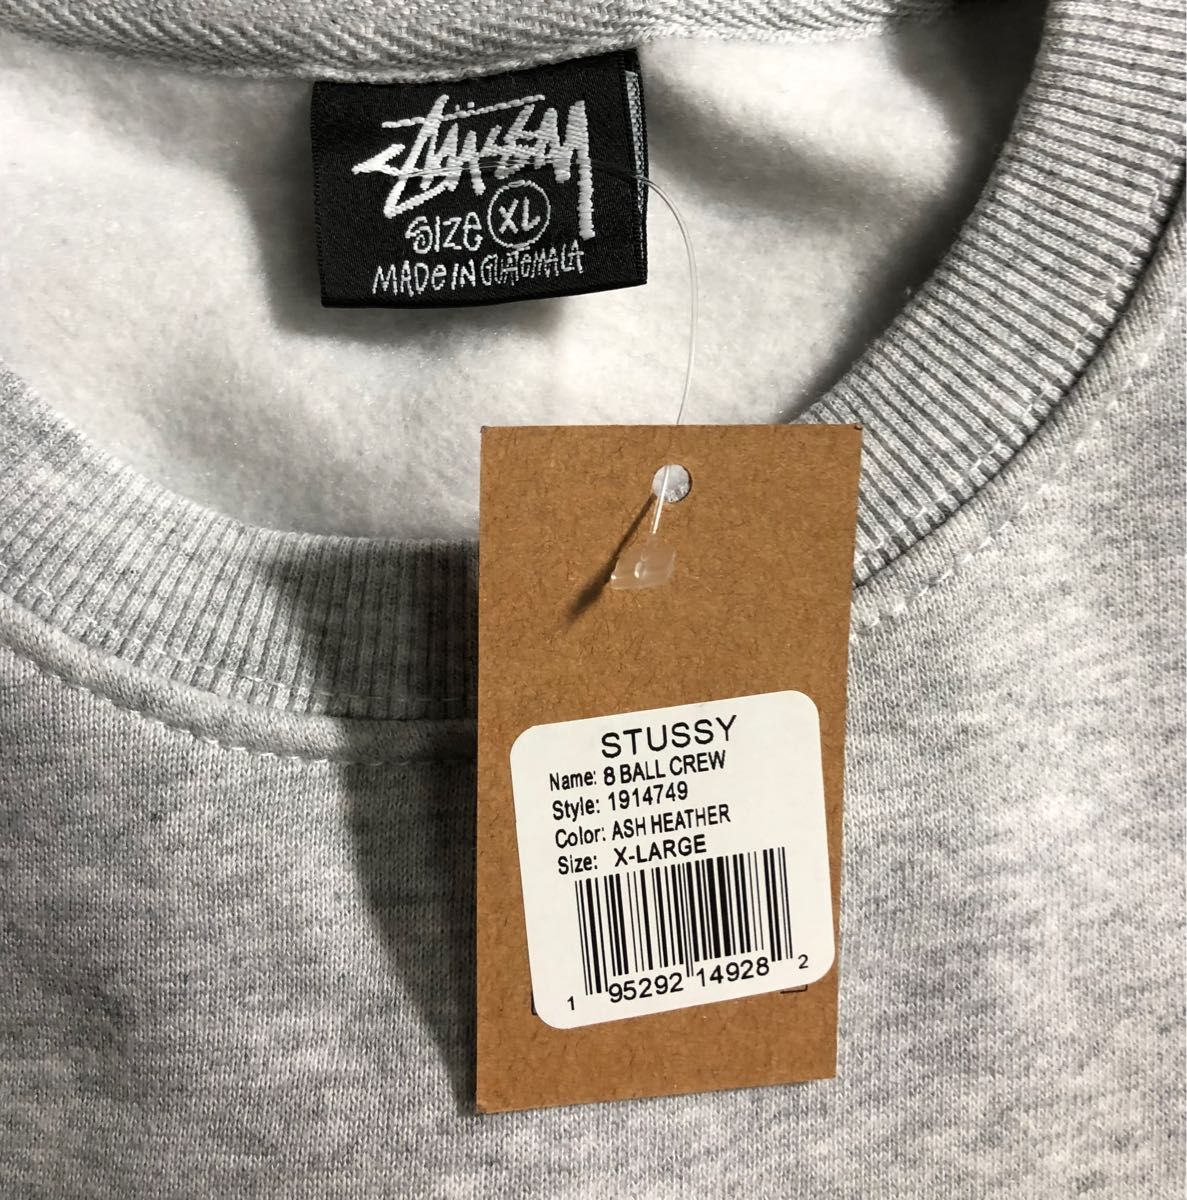 STÜSSY
SIZE XL
MADE IN GUATEMALA
STUSSY
Name: 8 BALL CREW
Style: 1914749
Color: ASH HEATHER
Size: X-LARGE
1 95292 14928 2